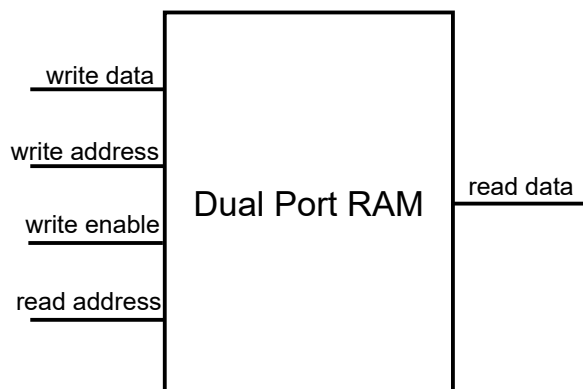 write data
write address
write enable
read address
Dual Port RAM
read data